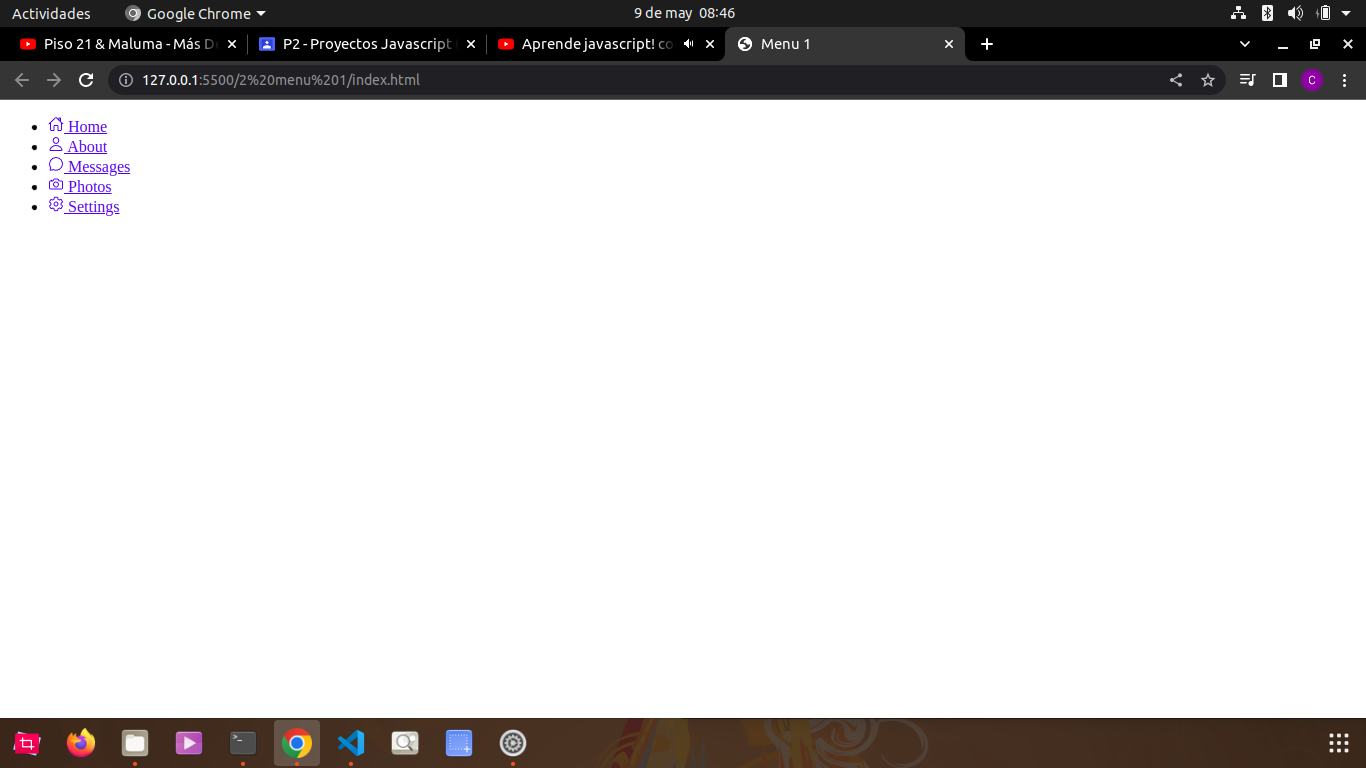 Actividades Google Chrome 9 de may 08:46
Piso 21 & Maluma - Más P2 - Proyectos Javascript Aprende javascript! co Menu 1
127.0.0.1:5500/2%20menu%201/index.html C
Home
About
Messages
Photos
Settings